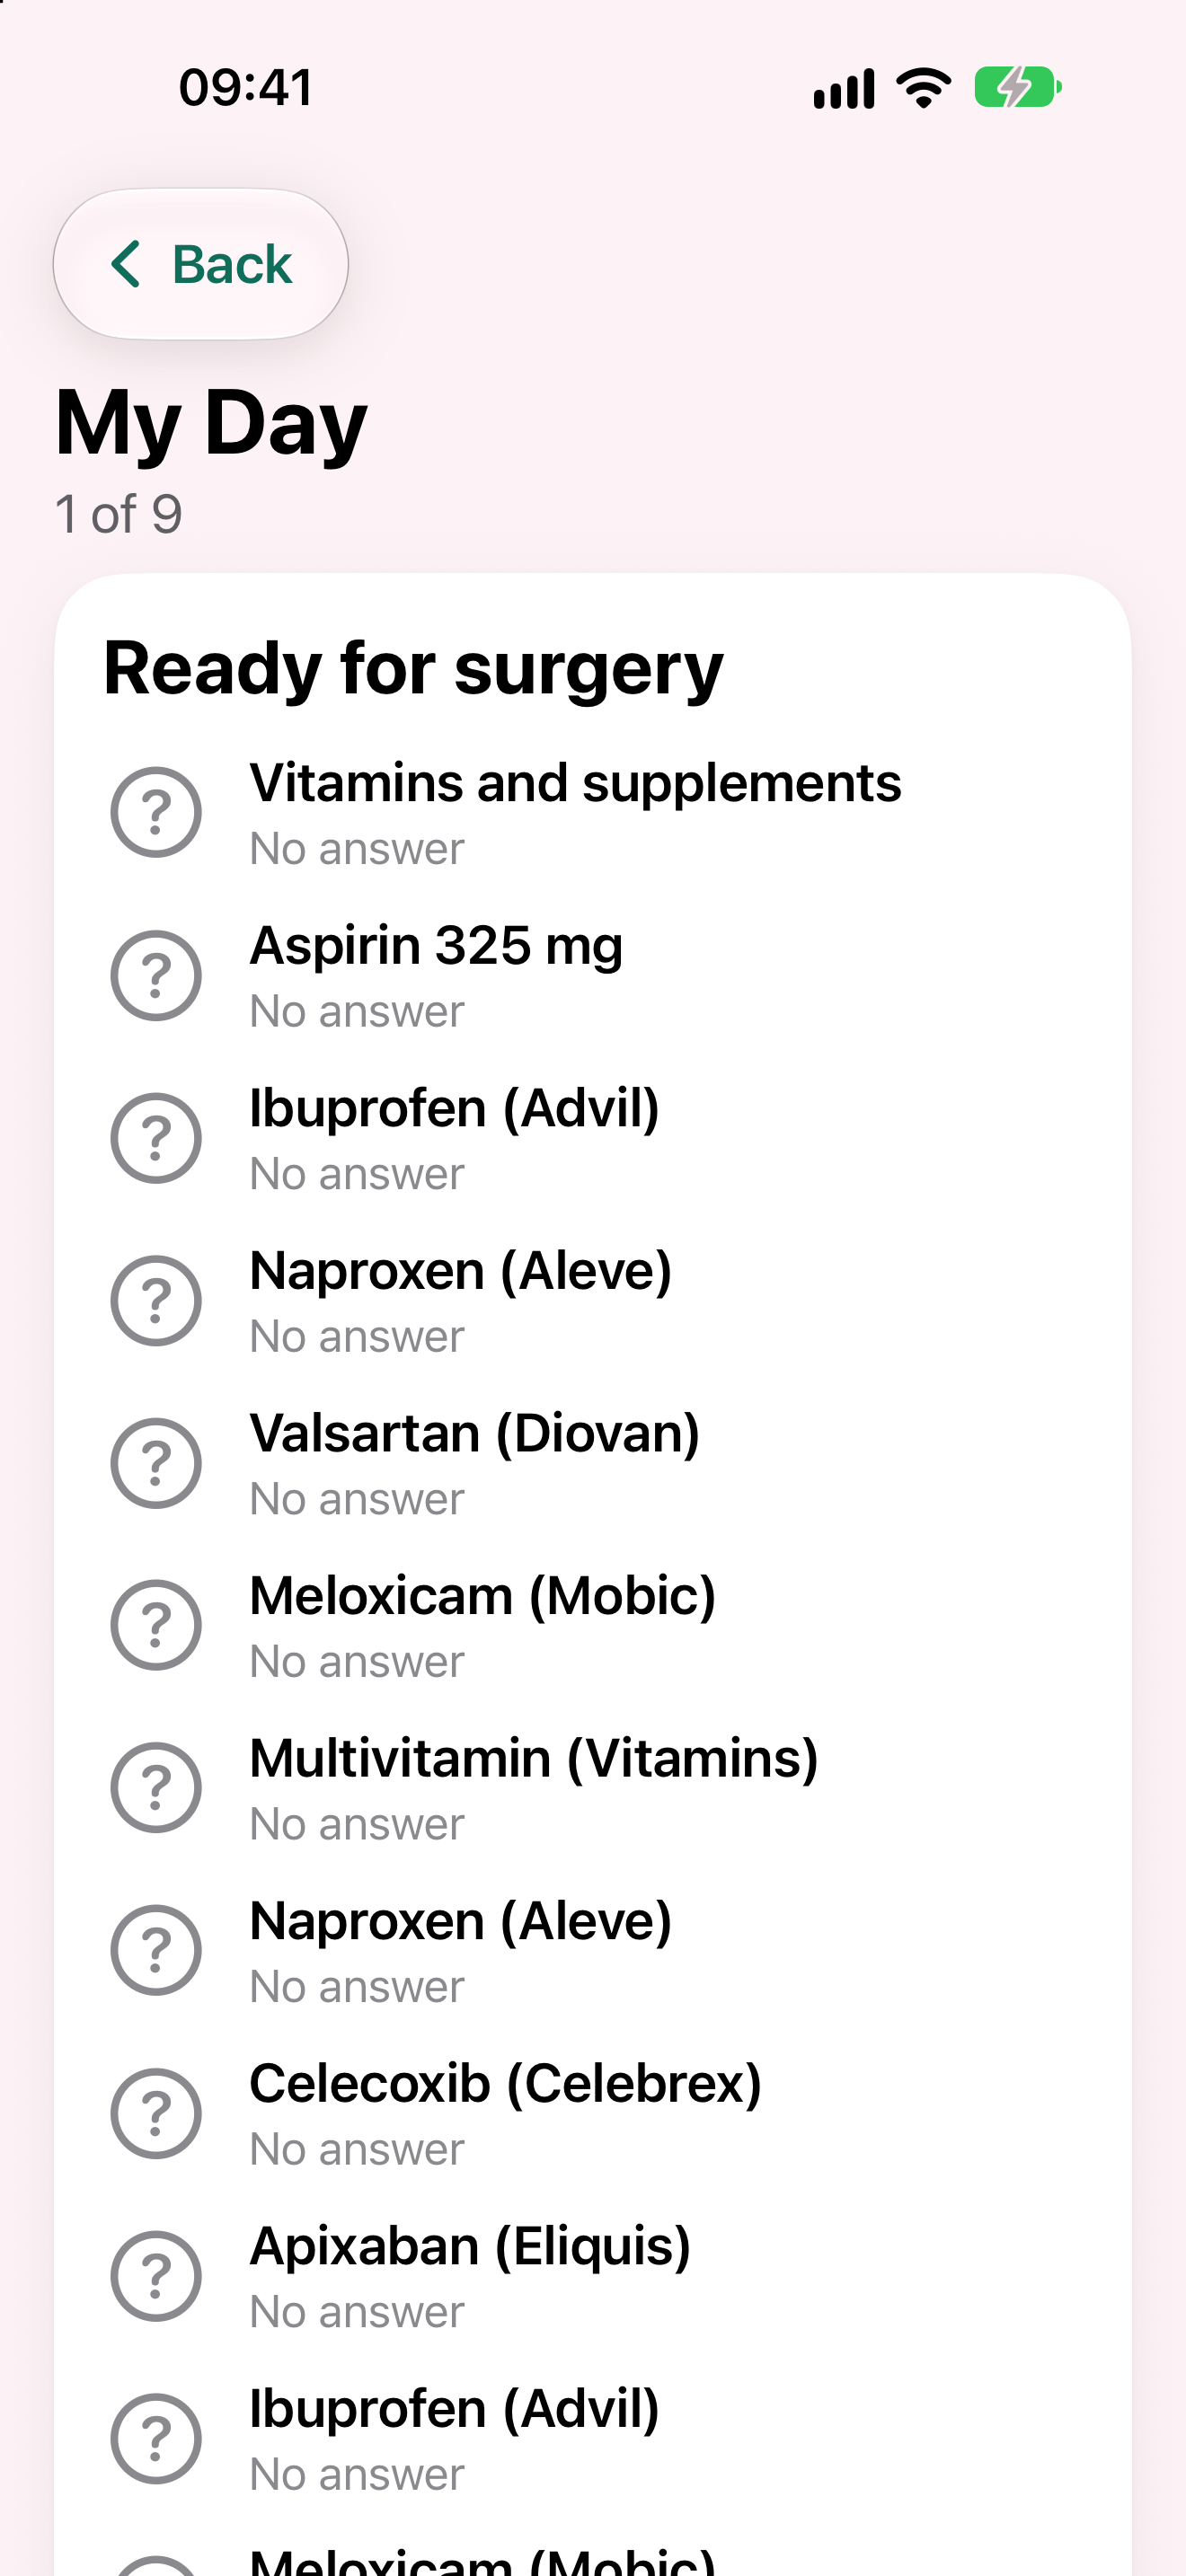 09:41
Back
My Day
1 of 9
Ready for surgery
Vitamins and supplements
No answer
Aspirin 325 mg
No answer
Ibuprofen (Advil)
No answer
Naproxen (Aleve)
No answer
Valsartan (Diovan)
No answer
Meloxicam (Mobic)
No answer
Multivitamin (Vitamins)
No answer
Naproxen (Aleve)
No answer
Celecoxib (Celebrex)
No answer
Apixaban (Eliquis)
No answer
Ibuprofen (Advil)
No answer
Meloxicam (Mobic)